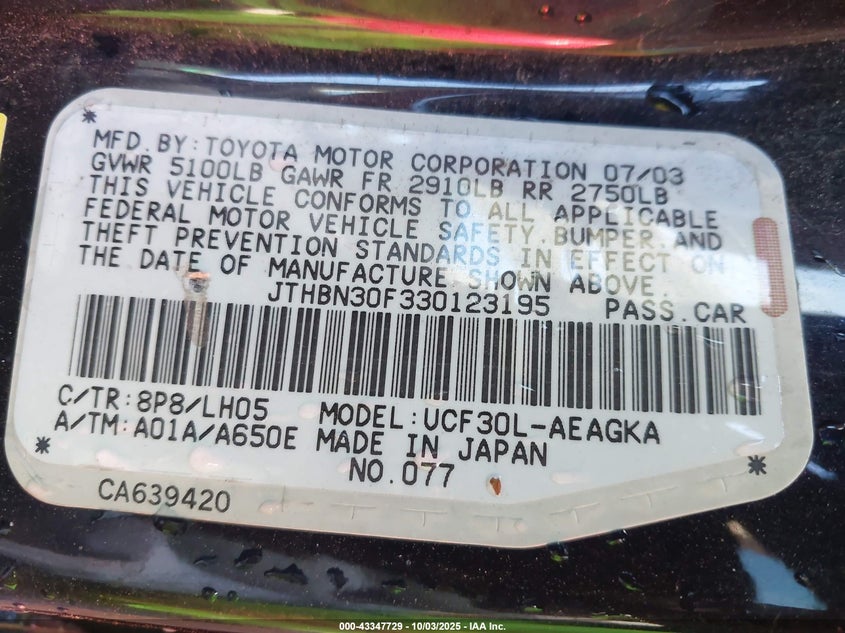 MFD.BY:TOYOTA MOTOR CORPORATION 07/03
GVWR 5100LB GAWR FR 2910LB RR 2750LB
THIS VEHICLE CONFORMS TO ALL APPLICABLE
FEDERAL MOTOR VEHICLE SAFETY,BUMPER,AND
THEFT PREVENTION STANDARDS IN EFFECT ON
THE DATE OF MANUFACTURE SHOWN ABOVE.
JTHBN30F330123195 PASS.CAR
C/TR:8P8/LH05 MODEL:UCF30L-AEAGKA
A/TM:A01A/A650E MADE IN JAPAN
NO.077
CA639420
000-43347729 - 10/03/2025 - IAA Inc.